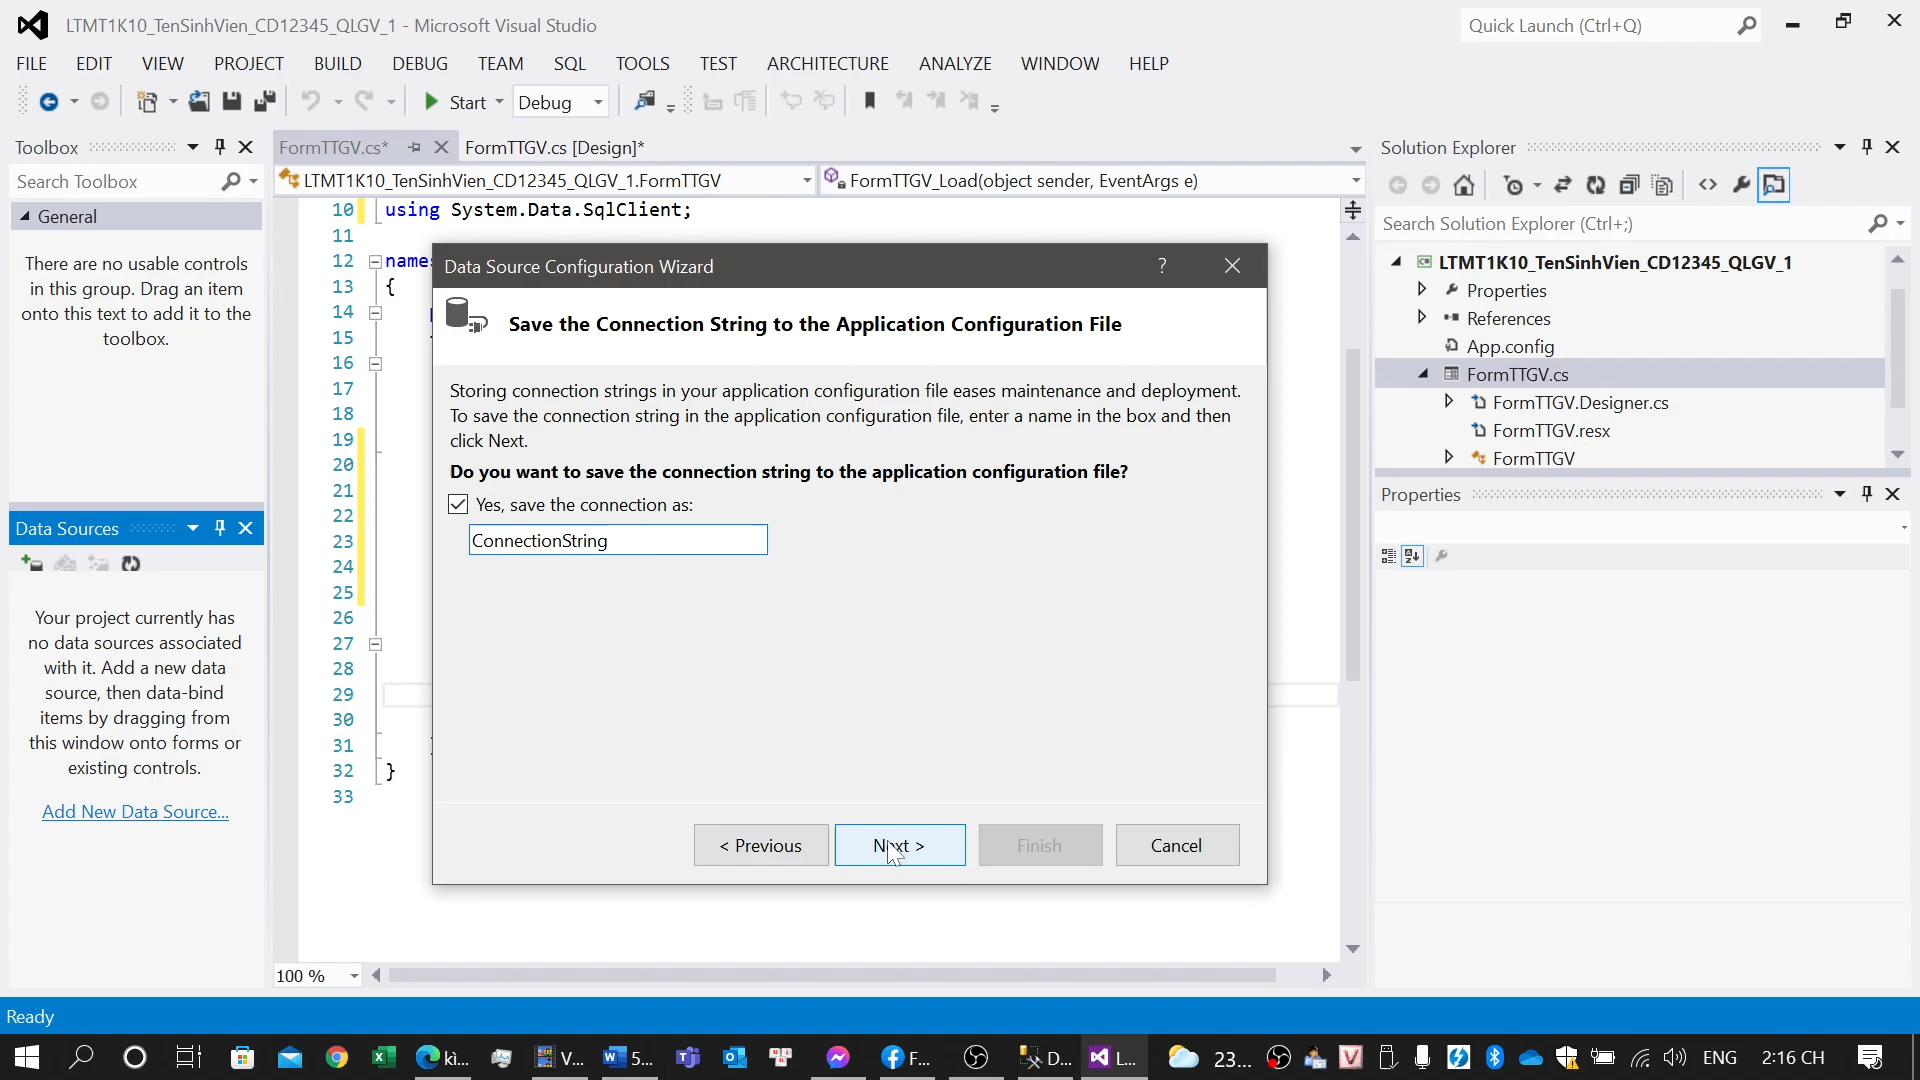 LTMT1K10_TenSinhVien_CD12345_QLGV_1 - Microsoft Visual Studio
Quick Launch (Ctrl+Q)
FILE EDIT VIEW PROJECT BUILD DEBUG TEAM SQL TOOLS TEST ARCHITECTURE ANALYZE WINDOW HELP
Start Debug
Toolbox
Search Toolbox
General
There are no usable controls
in this group. Drag an item
onto this text to add it to the
toolbox.
Data Sources
Your project currently has
no data sources associated
with it. Add a new data
source, then data-bind
items by dragging from
this window onto forms or
existing controls.
Add New Data Source...
FormTTGV.cs* FormTTGV.cs [Design]*
LTMT1K10_TenSinhVien_CD12345_QLGV_1.FormTTGV FormTTGV_Load(object sender, EventArgs e)
10 using System.Data.SqlClient;
11
12 names
13 {
14
15
16
17
18
19
20
21
22
23
24
25
26
27
28
29
30
31 }
32 }
33
100 %
Data Source Configuration Wizard ?
Save the Connection String to the Application Configuration File
Storing connection strings in your application configuration file eases maintenance and deployment.
To save the connection string in the application configuration file, enter a name in the box and then
click Next.
Do you want to save the connection string to the application configuration file?
Yes, save the connection as:
ConnectionString
< Previous Next > Finish Cancel
Solution Explorer
Search Solution Explorer (Ctrl+;)
LTMT1K10_TenSinhVien_CD12345_QLGV_1
Properties
References
App.config
FormTTGV.cs
FormTTGV.Designer.cs
FormTTGV.resx
FormTTGV
Properties
Ready
kì... V... 5... F... D... L... 23... ENG 2:16 CH